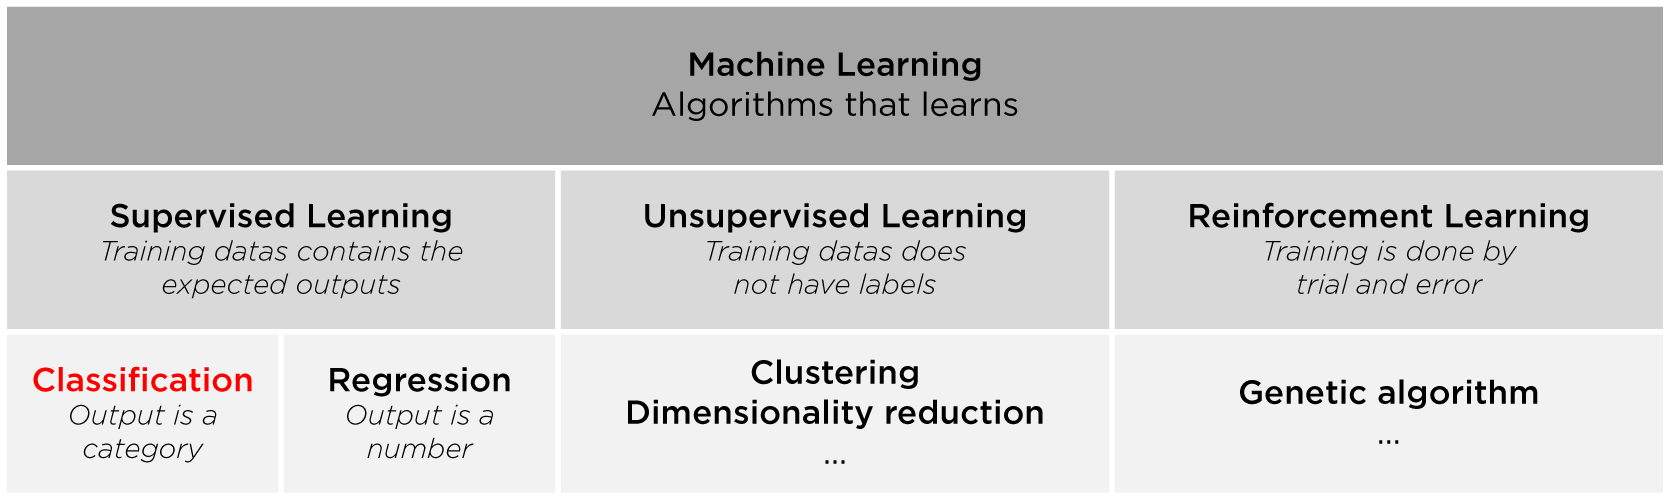 Machine Learning
Algorithms that learns
Supervised Learning
Training datas contains the
expected outputs
Unsupervised Learning
Training datas does
not have labels
Reinforcement Learning
Training is done by
trial and error
Classification
Output is a
category
Regression
Output is a
number
Clustering
Dimensionality reduction
...
Genetic algorithm
...